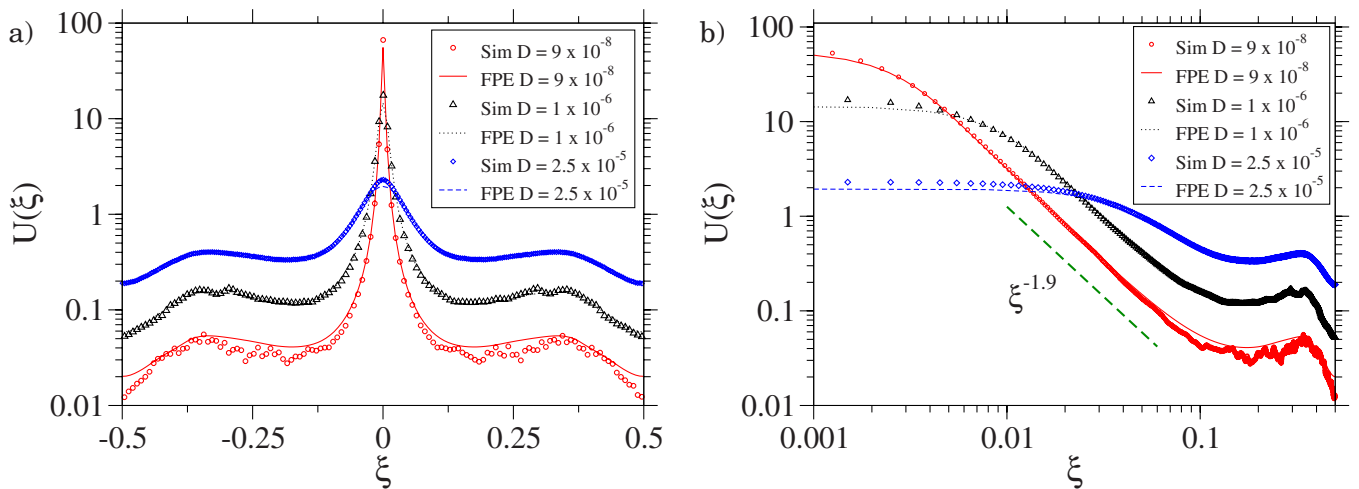 a)
U(ξ)
100
10
1
0.1
0.01
-0.5
-0.25
0
0.25
0.5
ξ
Sim D = 9 x 10⁻⁸
FPE D = 9 x 10⁻⁸
Sim D = 1 x 10⁻⁶
FPE D = 1 x 10⁻⁶
Sim D = 2.5 x 10⁻⁵
FPE D = 2.5 x 10⁻⁵
b)
U(ξ)
100
10
1
0.1
0.01
0.001
0.01
0.1
ξ
Sim D = 9 x 10⁻⁸
FPE D = 9 x 10⁻⁸
Sim D = 1 x 10⁻⁶
FPE D = 1 x 10⁻⁶
Sim D = 2.5 x 10⁻⁵
FPE D = 2.5 x 10⁻⁵
ξ⁻¹·⁹